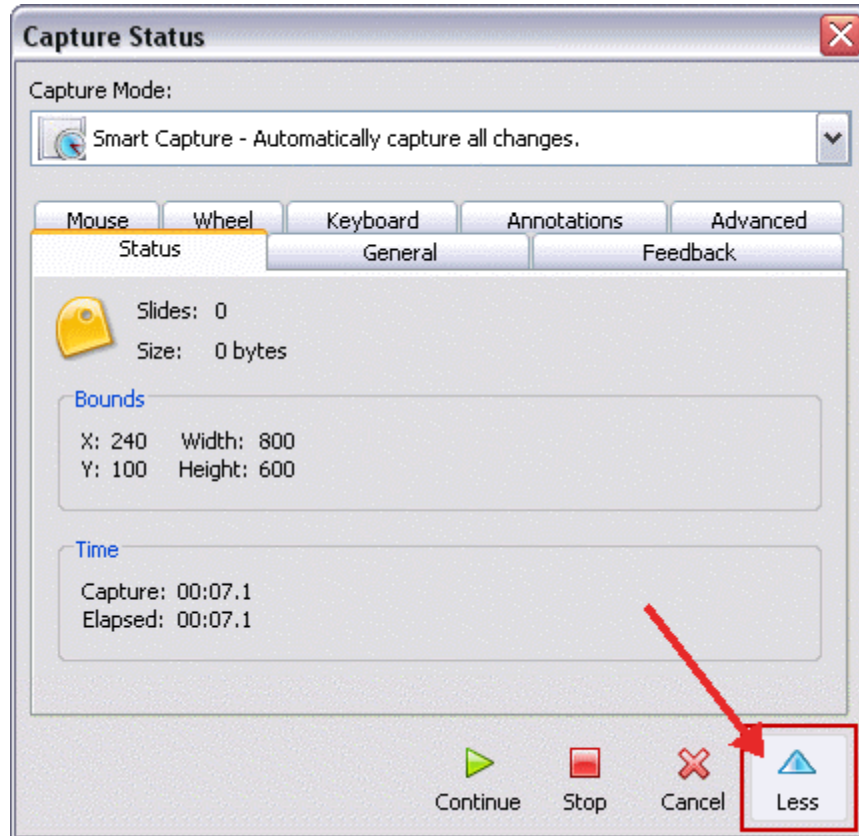 Capture Status
Capture Mode:
Smart Capture - Automatically capture all changes.
Mouse Wheel Keyboard Annotations Advanced
Status General Feedback
Slides: 0
Size: 0 bytes
Bounds
X: 240 Width: 800
Y: 100 Height: 600
Time
Capture: 00:07.1
Elapsed: 00:07.1
Continue Stop Cancel Less